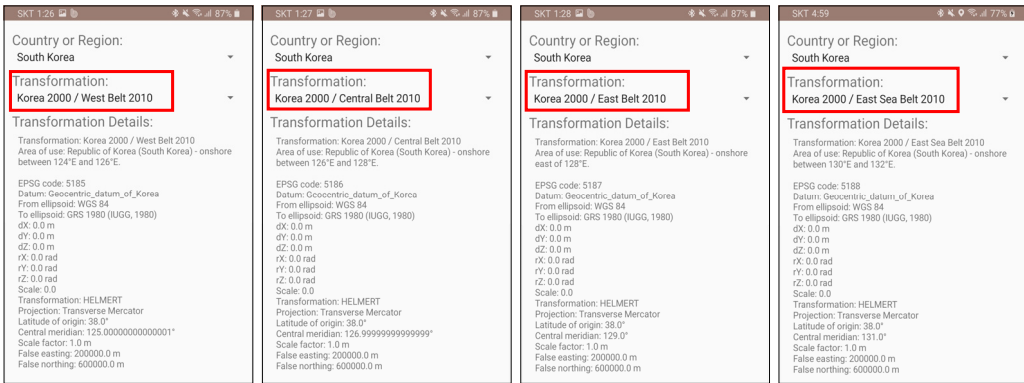 SKT 1:26 87%
Country or Region:
South Korea
Transformation:
Korea 2000 / West Belt 2010
Transformation Details:
Transformation: Korea 2000 / West Belt 2010
Area of use: Republic of Korea (South Korea) - onshore
between 124°E and 126°E.
EPSG code: 5185
Datum: Geocentric_datum_of_Korea
From ellipsoid: WGS 84
To ellipsoid: GRS 1980 (IUGG, 1980)
dX: 0.0 m
dY: 0.0 m
dZ: 0.0 m
rX: 0.0 rad
rY: 0.0 rad
rZ: 0.0 rad
Scale: 0.0
Transformation: HELMERT
Projection: Transverse Mercator
Latitude of origin: 38.0°
Central meridian: 125.00000000000001°
Scale factor: 1.0 m
False easting: 200000.0 m
False northing: 600000.0 m
SKT 1:27 87%
Country or Region:
South Korea
Transformation:
Korea 2000 / Central Belt 2010
Transformation Details:
Transformation: Korea 2000 / Central Belt 2010
Area of use: Republic of Korea (South Korea) - onshore
between 126°E and 128°E.
EPSG code: 5186
Datum: Geocentric_datum_of_Korea
From ellipsoid: WGS 84
To ellipsoid: GRS 1980 (IUGG, 1980)
dX: 0.0 m
dY: 0.0 m
dZ: 0.0 m
rX: 0.0 rad
rY: 0.0 rad
rZ: 0.0 rad
Scale: 0.0
Transformation: HELMERT
Projection: Transverse Mercator
Latitude of origin: 38.0°
Central meridian: 126.99999999999999°
Scale factor: 1.0 m
False easting: 200000.0 m
False northing: 600000.0 m
SKT 1:28 87%
Country or Region:
South Korea
Transformation:
Korea 2000 / East Belt 2010
Transformation Details:
Transformation: Korea 2000 / East Belt 2010
Area of use: Republic of Korea (South Korea) - onshore
east of 128°E.
EPSG code: 5187
Datum: Geocentric_datum_of_Korea
From ellipsoid: WGS 84
To ellipsoid: GRS 1980 (IUGG, 1980)
dX: 0.0 m
dY: 0.0 m
dZ: 0.0 m
rX: 0.0 rad
rY: 0.0 rad
rZ: 0.0 rad
Scale: 0.0
Transformation: HELMERT
Projection: Transverse Mercator
Latitude of origin: 38.0°
Central meridian: 129.0°
Scale factor: 1.0 m
False easting: 200000.0 m
False northing: 600000.0 m
SKT 4:59 77%
Country or Region:
South Korea
Transformation:
Korea 2000 / East Sea Belt 2010
Transformation Details:
Transformation: Korea 2000 / East Sea Belt 2010
Area of use: Republic of Korea (South Korea) - onshore
between 130°E and 132°E.
EPSG code: 5188
Datum: Geocentric_datum_of_Korea
From ellipsoid: WGS 84
To ellipsoid: GRS 1980 (IUGG, 1980)
dX: 0.0 m
dY: 0.0 m
dZ: 0.0 m
rX: 0.0 rad
rY: 0.0 rad
rZ: 0.0 rad
Scale: 0.0
Transformation: HELMERT
Projection: Transverse Mercator
Latitude of origin: 38.0°
Central meridian: 131.0°
Scale factor: 1.0 m
False easting: 200000.0 m
False northing: 600000.0 m